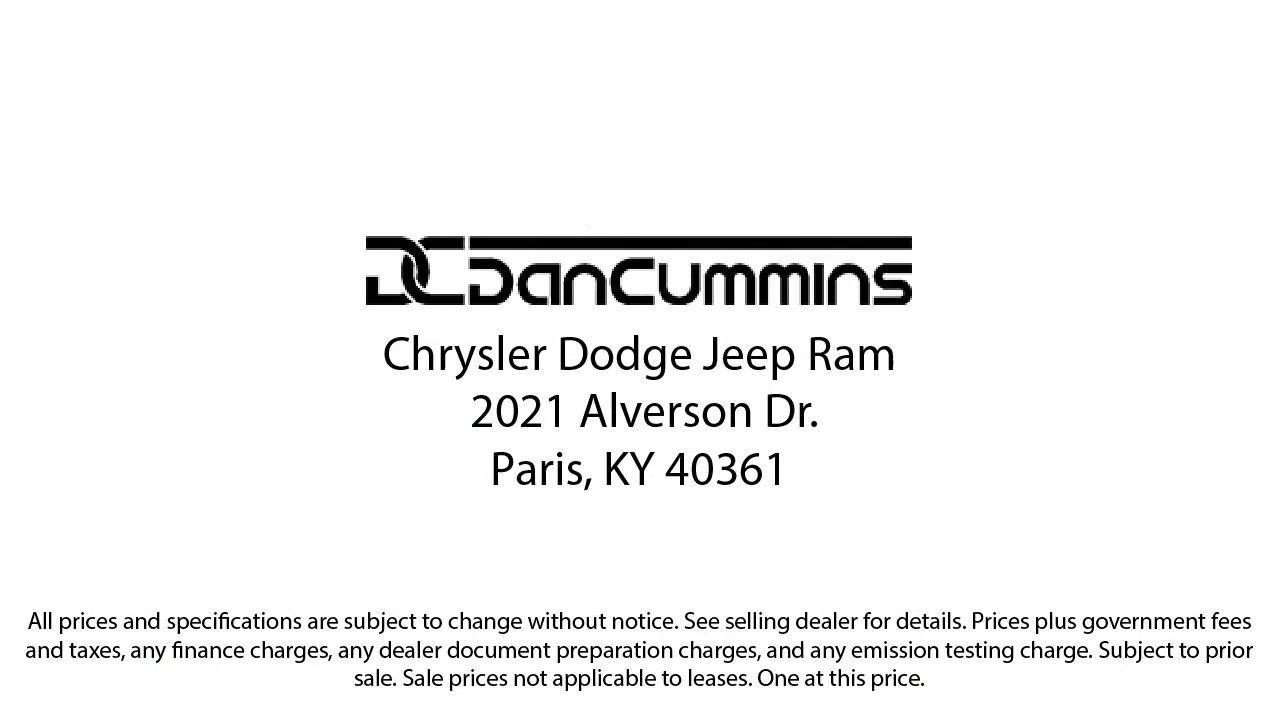 DC DanCummins
Chrysler Dodge Jeep Ram
2021 Alverson Dr.
Paris, KY 40361
All prices and specifications are subject to change without notice. See selling dealer for details. Prices plus government fees
and taxes, any finance charges, any dealer document preparation charges, and any emission testing charge. Subject to prior
sale. Sale prices not applicable to leases. One at this price.